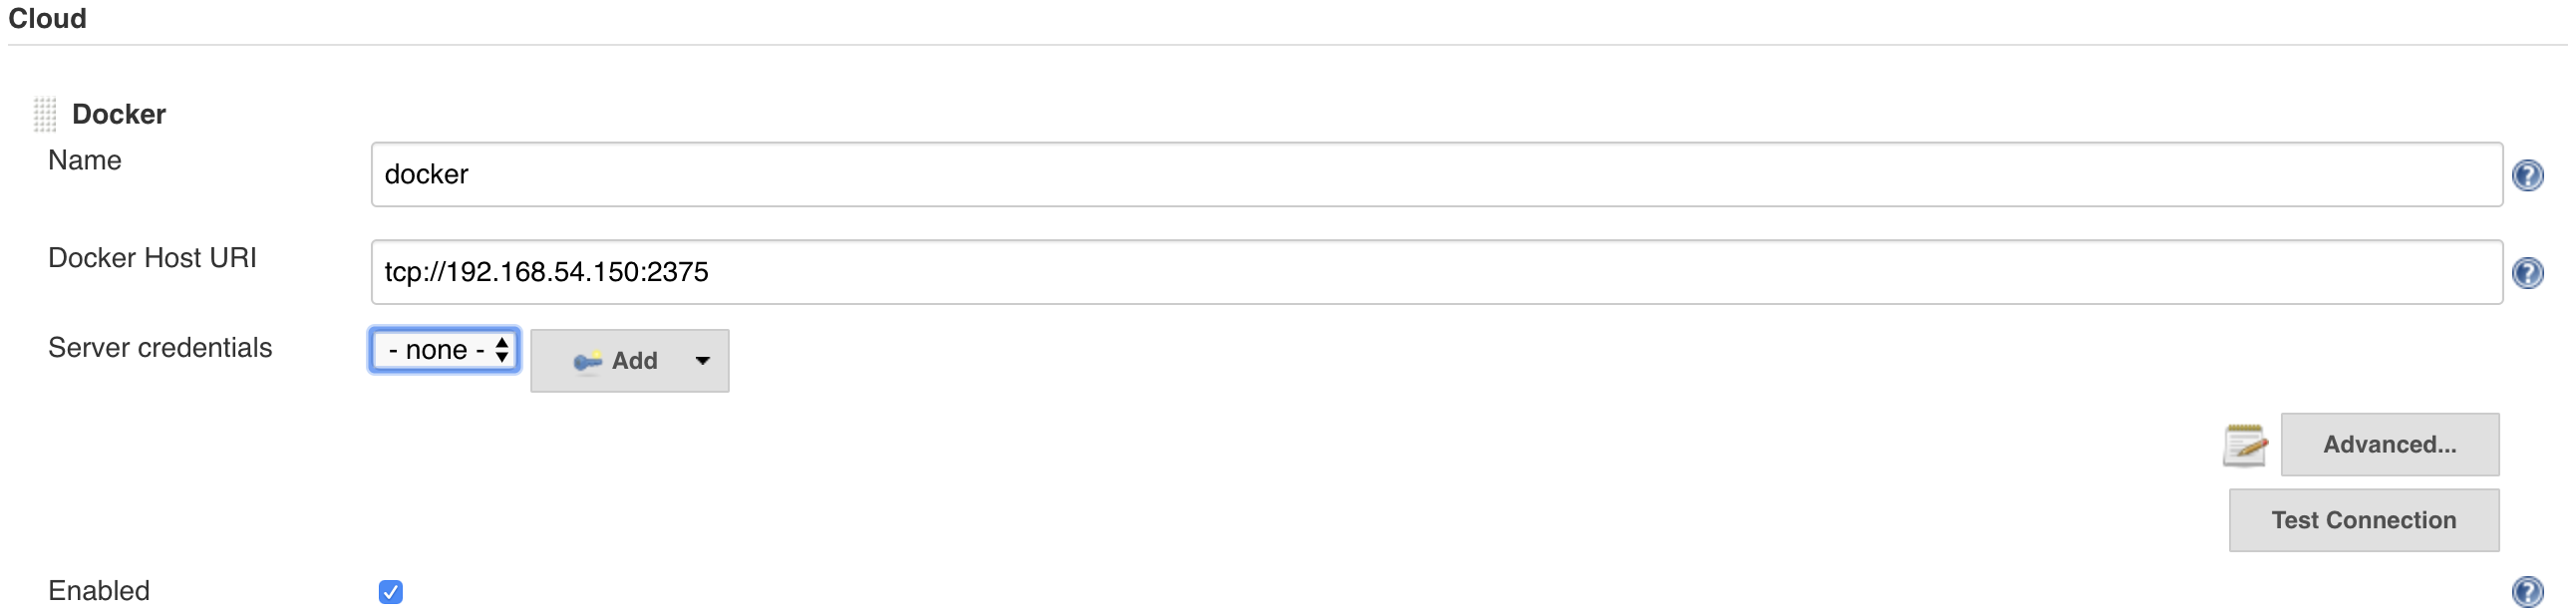 Cloud
Docker
Name
docker
Docker Host URI
tcp://192.168.54.150:2375
Server credentials
- none -
Add
Advanced...
Test Connection
Enabled